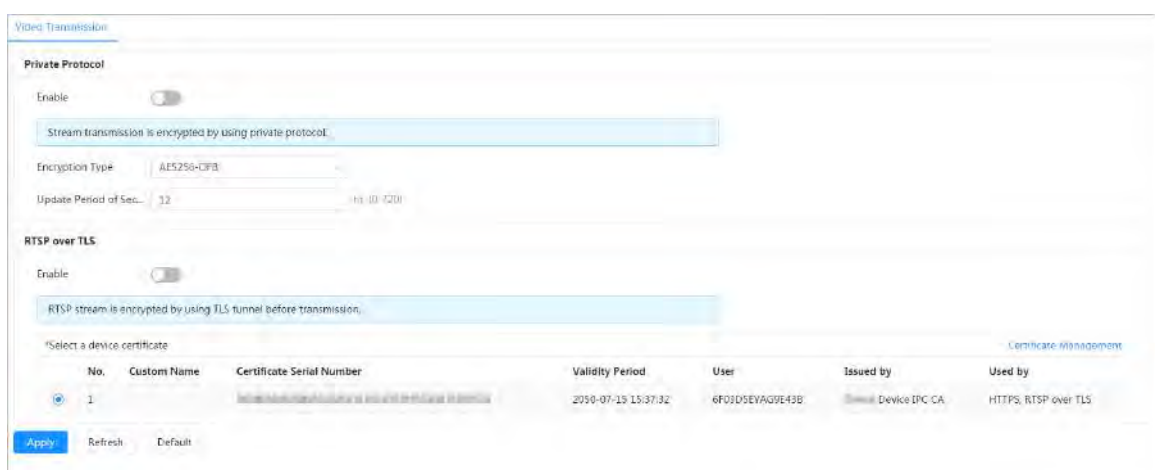 Video Transmission
Private Protocol
Enable
Stream transmission is encrypted by using private protocol.
Encryption Type AES256-OFB
Update Period of Sec... 12 hr (0-720)
RTSP over TLS
Enable
RTSP stream is encrypted by using TLS tunnel before transmission.
*Select a device certificate Certificate Management
No. Custom Name Certificate Serial Number Validity Period User Issued by Used by
1 2050-07-15 15:37:32 6F03D5EYAG9E43B Device IPC CA HTTPS, RTSP over TLS
Apply Refresh Default